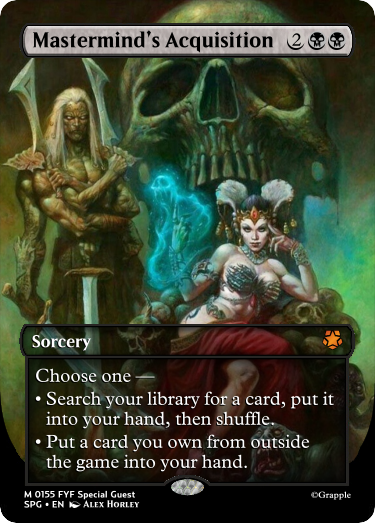 Mastermind's Acquisition 2
Sorcery
Choose one —
• Search your library for a card, put it
into your hand, then shuffle.
• Put a card you own from outside
the game into your hand.
M 0155 FYF Special Guest
SPG • EN Alex Horley
©Grapple